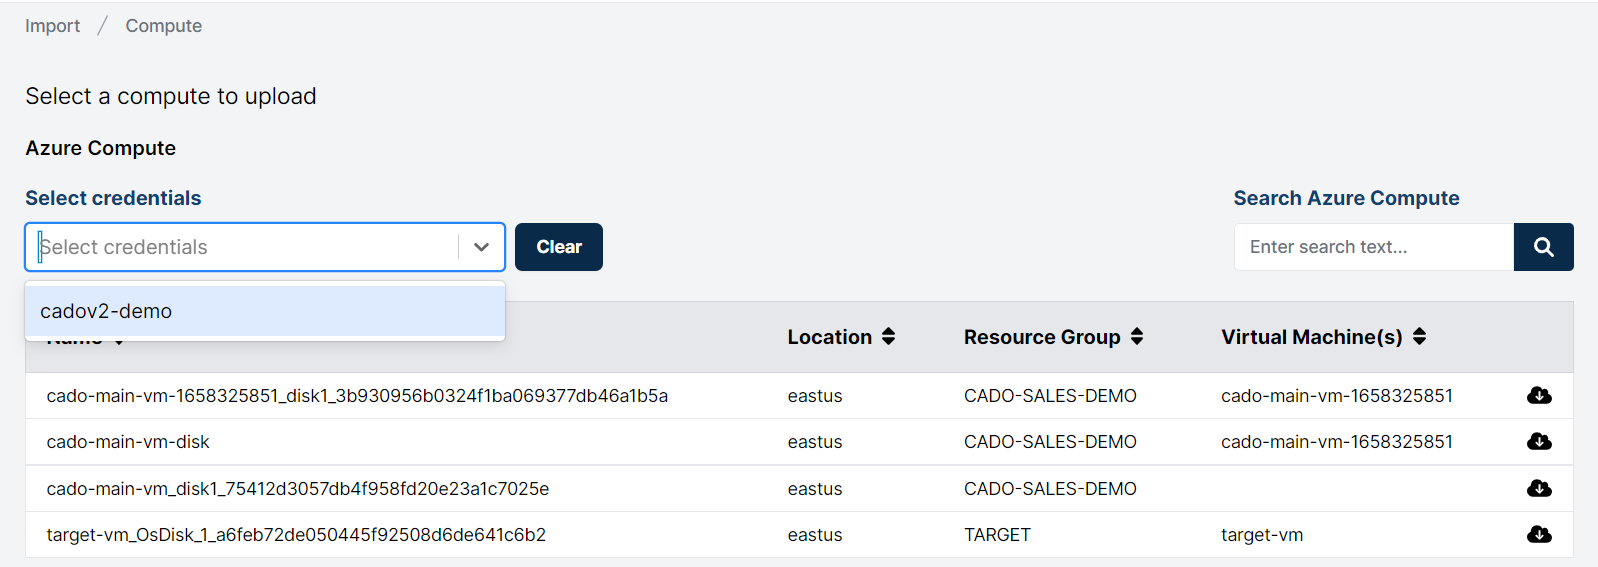 Import / Compute
Select a compute to upload
Azure Compute
Select credentials
Search Azure Compute
Select credentials
Clear
Enter search text...
cadov2-demo
Name Location Resource Group Virtual Machine(s)
cado-main-vm-1658325851_disk1_3b930956b0324f1ba069377db46a1b5a eastus CADO-SALES-DEMO cado-main-vm-1658325851
cado-main-vm-disk eastus CADO-SALES-DEMO cado-main-vm-1658325851
cado-main-vm_disk1_75412d3057db4f958fd20e23a1c7025e eastus CADO-SALES-DEMO
target-vm_OsDisk_1_a6feb72de050445f92508d6de641c6b2 eastus TARGET target-vm